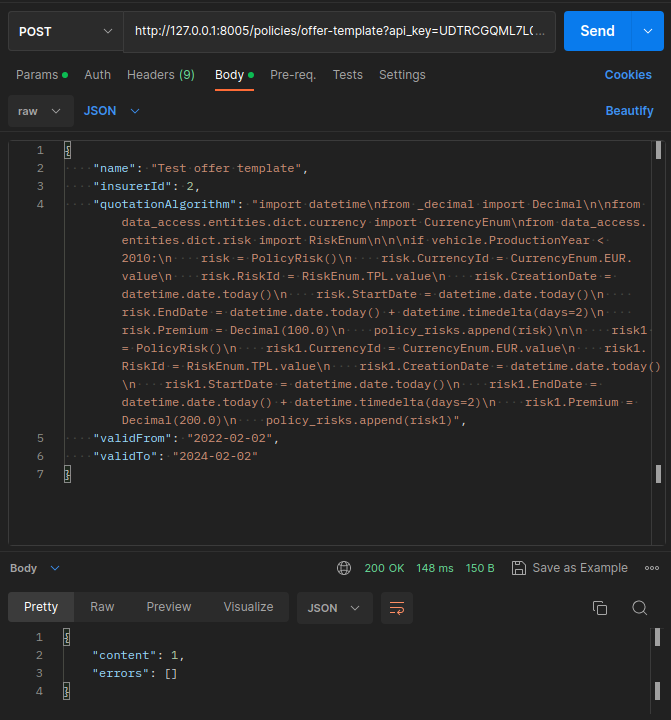 POST http://127.0.0.1:8005/policies/offer-template?api_key=UDTRCGQML7L(... Send
Params Auth Headers (9) Body Pre-req. Tests Settings Cookies
raw JSON Beautify
1 {
2 "name": "Test offer template",
3 "insurerId": 2,
4 "quotationAlgorithm": "import datetime\nfrom _decimal import Decimal\n\nfrom
data_access.entities.dict.currency import CurrencyEnum\nfrom data_access.
entities.dict.risk import RiskEnum\n\n\nif vehicle.ProductionYear <
2010:\n    risk = PolicyRisk()\n    risk.CurrencyId = CurrencyEnum.EUR.
value\n    risk.RiskId = RiskEnum.TPL.value\n    risk.CreationDate =
datetime.date.today()\n    risk.StartDate = datetime.date.today()\n
risk.EndDate = datetime.date.today() + datetime.timedelta(days=2)\n
risk.Premium = Decimal(100.0)\n    policy_risks.append(risk)\n\n    risk1
= PolicyRisk()\n    risk1.CurrencyId = CurrencyEnum.EUR.value\n    risk1.
RiskId = RiskEnum.TPL.value\n    risk1.CreationDate = datetime.date.today()
\n    risk1.StartDate = datetime.date.today()\n    risk1.EndDate =
datetime.date.today() + datetime.timedelta(days=2)\n    risk1.Premium =
Decimal(200.0)\n    policy_risks.append(risk1)",
5 "validFrom": "2022-02-02",
6 "validTo": "2024-02-02"
7 }
Body 200 OK 148 ms 150 B Save as Example
Pretty Raw Preview Visualize JSON
1 {
2 "content": 1,
3 "errors": []
4 }